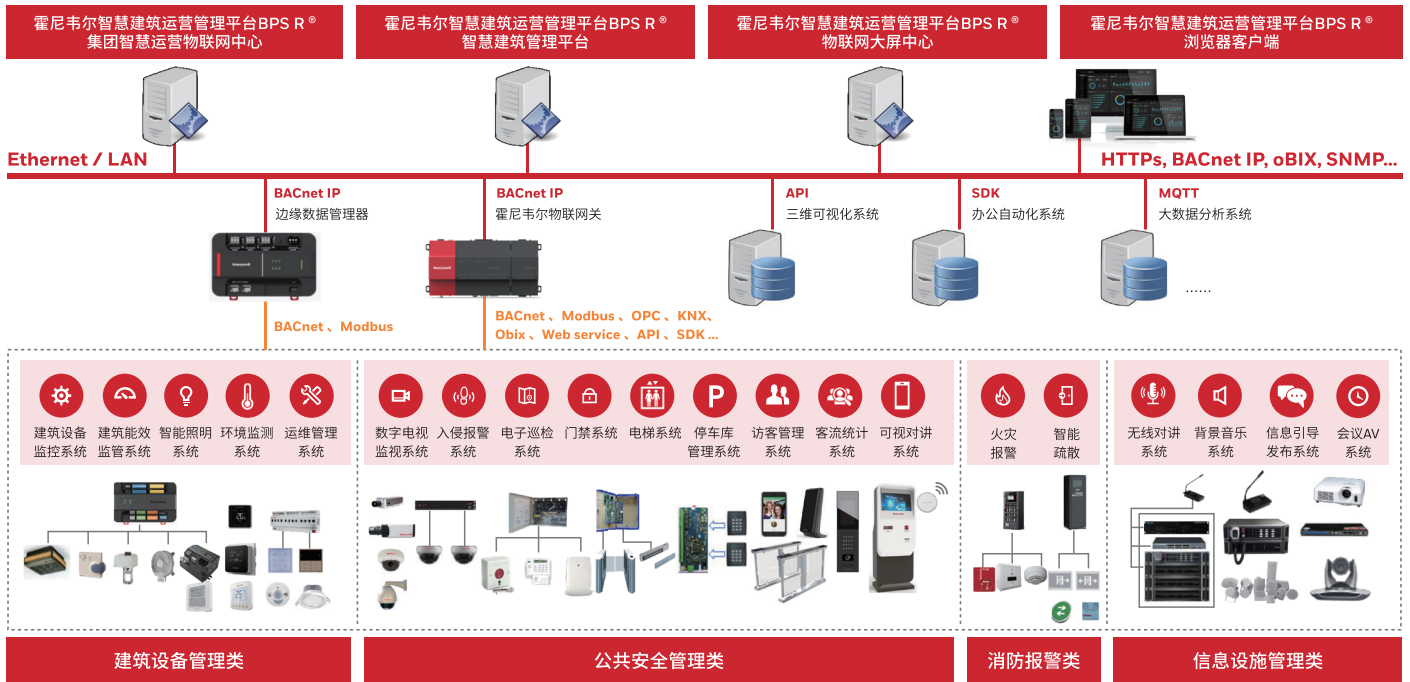 霍尼韦尔智慧建筑运营管理平台BPS R ®
集团智慧运营物联网中心
霍尼韦尔智慧建筑运营管理平台BPS R ®
智慧建筑管理平台
霍尼韦尔智慧建筑运营管理平台BPS R ®
物联网大屏中心
霍尼韦尔智慧建筑运营管理平台BPS R ®
浏览器客户端
Ethernet / LAN
HTTPs, BACnet IP, oBIX, SNMP...
BACnet IP
边缘数据管理器
BACnet IP
霍尼韦尔物联网关
API
三维可视化系统
SDK
办公自动化系统
MQTT
大数据分析系统
Honeywell
Honeywell
......
BACnet 、Modbus
BACnet 、Modbus 、OPC 、KNX、
Obix 、Web service 、API 、SDK ...
建筑设备
监控系统
建筑能效
监管系统
智能照明
系统
环境监测
系统
运维管理
系统
数字电视
监视系统
入侵报警
系统
电子巡检
系统
门禁系统
电梯系统
P
停车库
管理系统
访客管理
系统
客流统计
系统
可视对讲
系统
火灾
报警
智能
疏散
无线对讲
系统
背景音乐
系统
信息引导
发布系统
会议AV
系统
建筑设备管理类
公共安全管理类
消防报警类
信息设施管理类